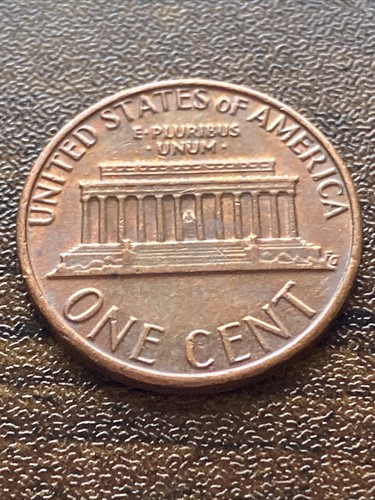 UNITED STATES OF AMERICA
E·PLURIBUS
·UNUM·
FG
ONE CENT